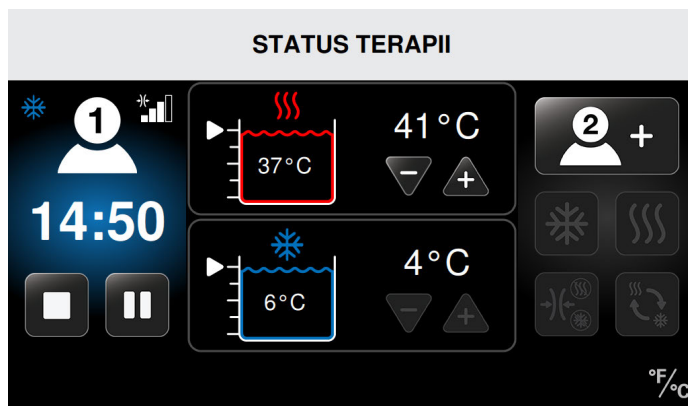 STATUS TERAPII
1
14:50
37°C
41°C
- +
6°C
4°C
- +
2 +
°F/°C